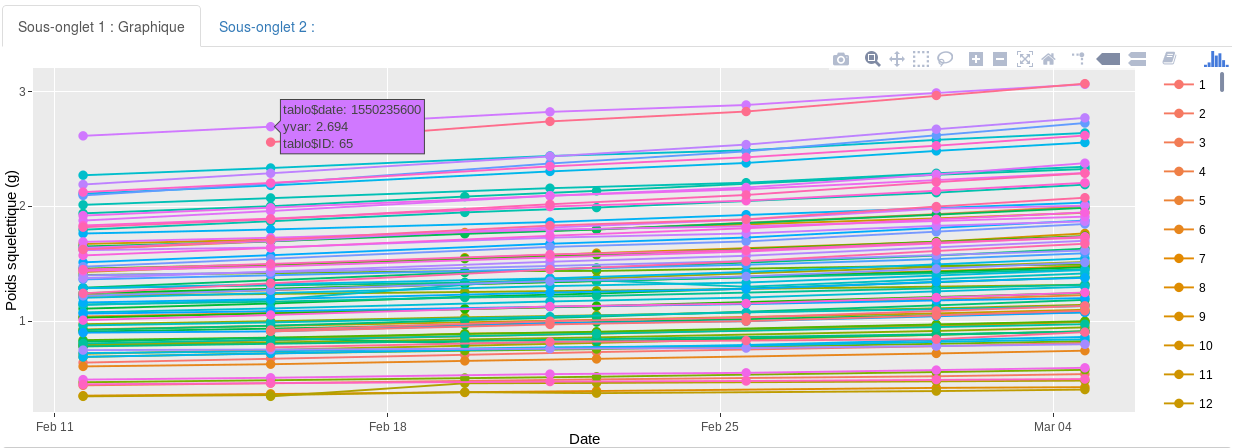 Sous-onglet 1 : Graphique
Sous-onglet 2 :
tablo$date: 1550235600
yvar: 2.694
tablo$ID: 65
Poids squelettique (g)
3
2
1
Feb 11
Feb 18
Feb 25
Mar 04
Date
1
2
3
4
5
6
7
8
9
10
11
12